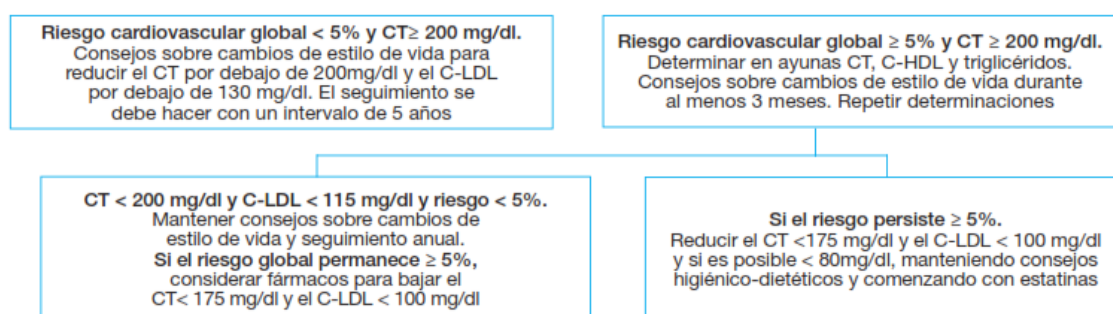 Riesgo cardiovascular global < 5% y CT≥ 200 mg/dl.
Consejos sobre cambios de estilo de vida para
reducir el CT por debajo de 200mg/dl y el C-LDL
por debajo de 130 mg/dl. El seguimiento se
debe hacer con un intervalo de 5 años
Riesgo cardiovascular global ≥ 5% y CT ≥ 200 mg/dl.
Determinar en ayunas CT, C-HDL y triglicéridos.
Consejos sobre cambios de estilo de vida durante
al menos 3 meses. Repetir determinaciones
CT < 200 mg/dl y C-LDL < 115 mg/dl y riesgo < 5%.
Mantener consejos sobre cambios de
estilo de vida y seguimiento anual.
Si el riesgo global permanece ≥ 5%,
considerar fármacos para bajar el
CT< 175 mg/dl y el C-LDL < 100 mg/dl
Si el riesgo persiste ≥ 5%.
Reducir el CT <175 mg/dl y el C-LDL < 100 mg/dl
y si es posible < 80mg/dl, manteniendo consejos
higiénico-dietéticos y comenzando con estatinas